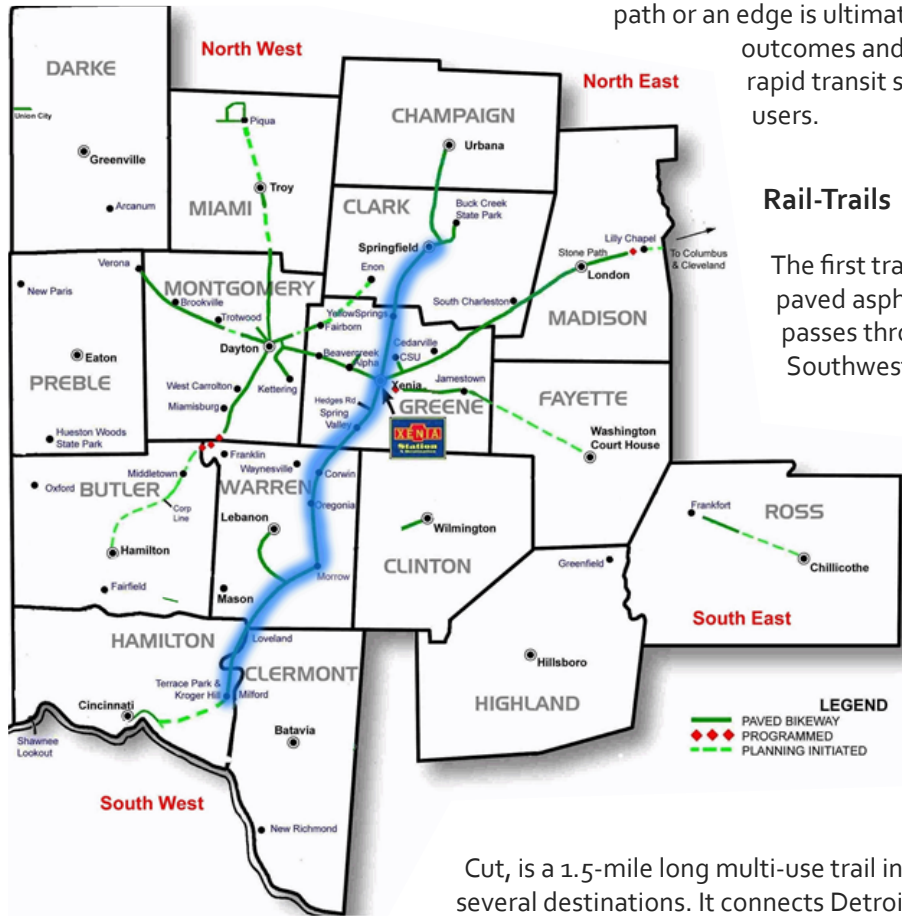 path or an edge is ultimat
outcomes and
rapid transit s
users.
Rail-Trails
The first tra
paved asph
passes thro
Southwest
North West
North East
DARKE
Union City
Greenville
Arcanum
Piqua
Troy
MIAMI
CHAMPAIGN
Urbana
CLARK
Buck Creek
State Park
Springfield
Enon
South Charleston
Lilly Chapel
Stone Path
London
To Columbus
& Cleveland
MADISON
Verona
MONTGOMERY
Brookville
Trotwood
YellowSprings
Fairborn
Dayton
New Paris
Eaton
PREBLE
Hueston Woods
State Park
West Carrolton
Miamisburg
Kettering
Beavercreek
Alpha
Cedarville
CSU
Xenia
Jamestown
Hedges Rd
Spring
Valley
GREENE
XENIA
Station
FAYETTE
Washington
Court House
Franklin
Waynesville
Corwin
Middletown
Oxford
BUTLER
Corp
Line
WARREN
Oregonia
Lebanon
Hamilton
Fairfield
Mason
Morrow
Wilmington
CLINTON
Frankfort
ROSS
Chillicothe
Greenfield
South East
HAMILTON
Loveland
CLERMONT
Terrace Park &
Kroger Hill
Milford
Cincinnati
Shawnee
Lookout
Batavia
Hillsboro
HIGHLAND
LEGEND
PAVED BIKEWAY
PROGRAMMED
PLANNING INITIATED
South West
New Richmond
Cut, is a 1.5-mile long multi-use trail in
several destinations. It connects Detroi